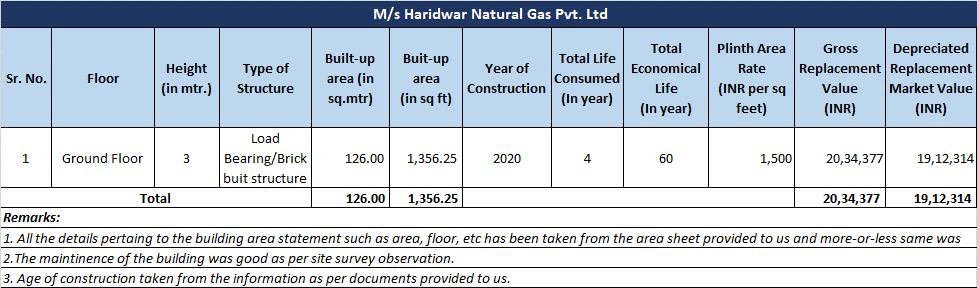 M/s Haridwar Natural Gas Pvt. Ltd
Sr. No. Floor Height (in mtr.) Type of Structure Built-up area (in sq.mtr) Buit-up area (in sq ft) Year of Construction Total Life Consumed (In year) Total Economical Life (In year) Plinth Area Rate (INR per sq feet) Gross Replacement Value (INR) Depreciated Replacement Market Value (INR)
1 Ground Floor 3 Load Bearing/Brick buit structure 126.00 1,356.25 2020 4 60 1,500 20,34,377 19,12,314
Total 126.00 1,356.25 20,34,377 19,12,314
Remarks:
1. All the details pertaing to the building area statement such as area, floor, etc has been taken from the area sheet provided to us and more-or-less same was
2.The maintinence of the building was good as per site survey observation.
3. Age of construction taken from the information as per documents provided to us.